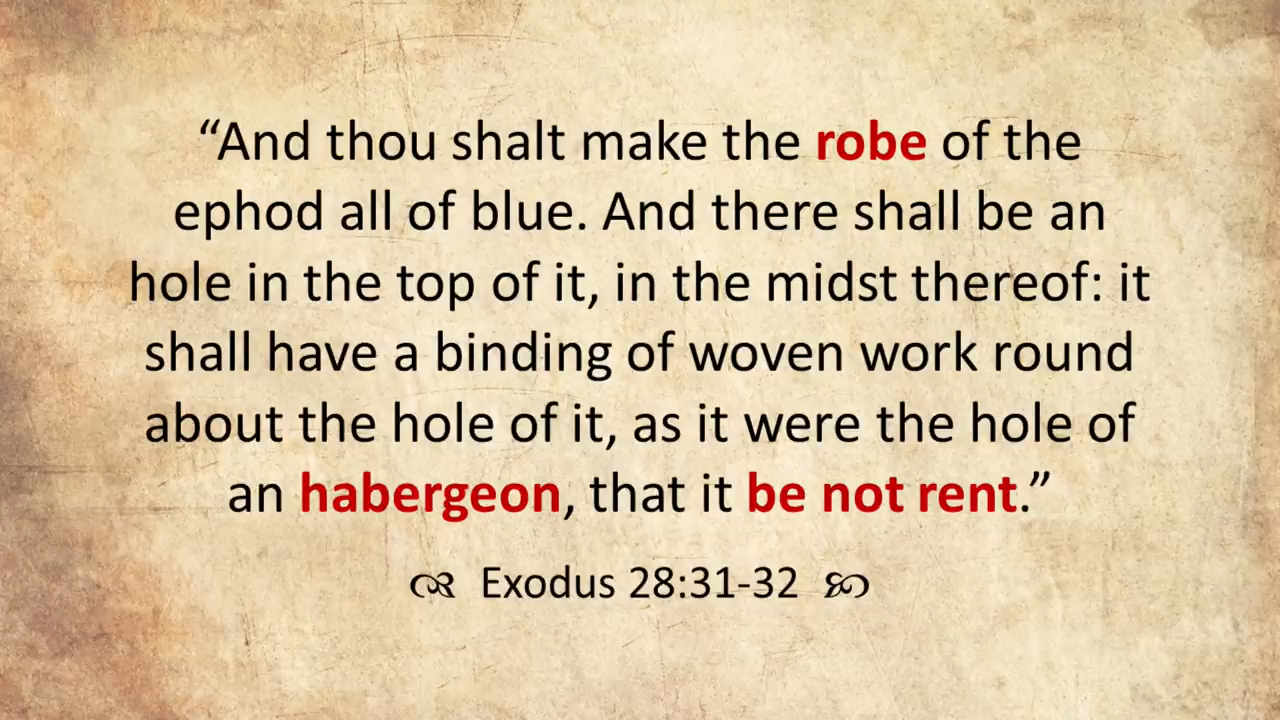 “And thou shalt make the robe of the
ephod all of blue. And there shall be an
hole in the top of it, in the midst thereof: it
shall have a binding of woven work round
about the hole of it, as it were the hole of
an habergeon, that it be not rent.”
Exodus 28:31-32